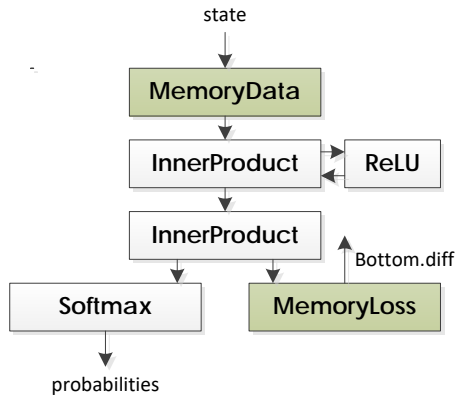 state
MemoryData
InnerProduct
ReLU
InnerProduct
Bottom.diff
Softmax
MemoryLoss
probabilities